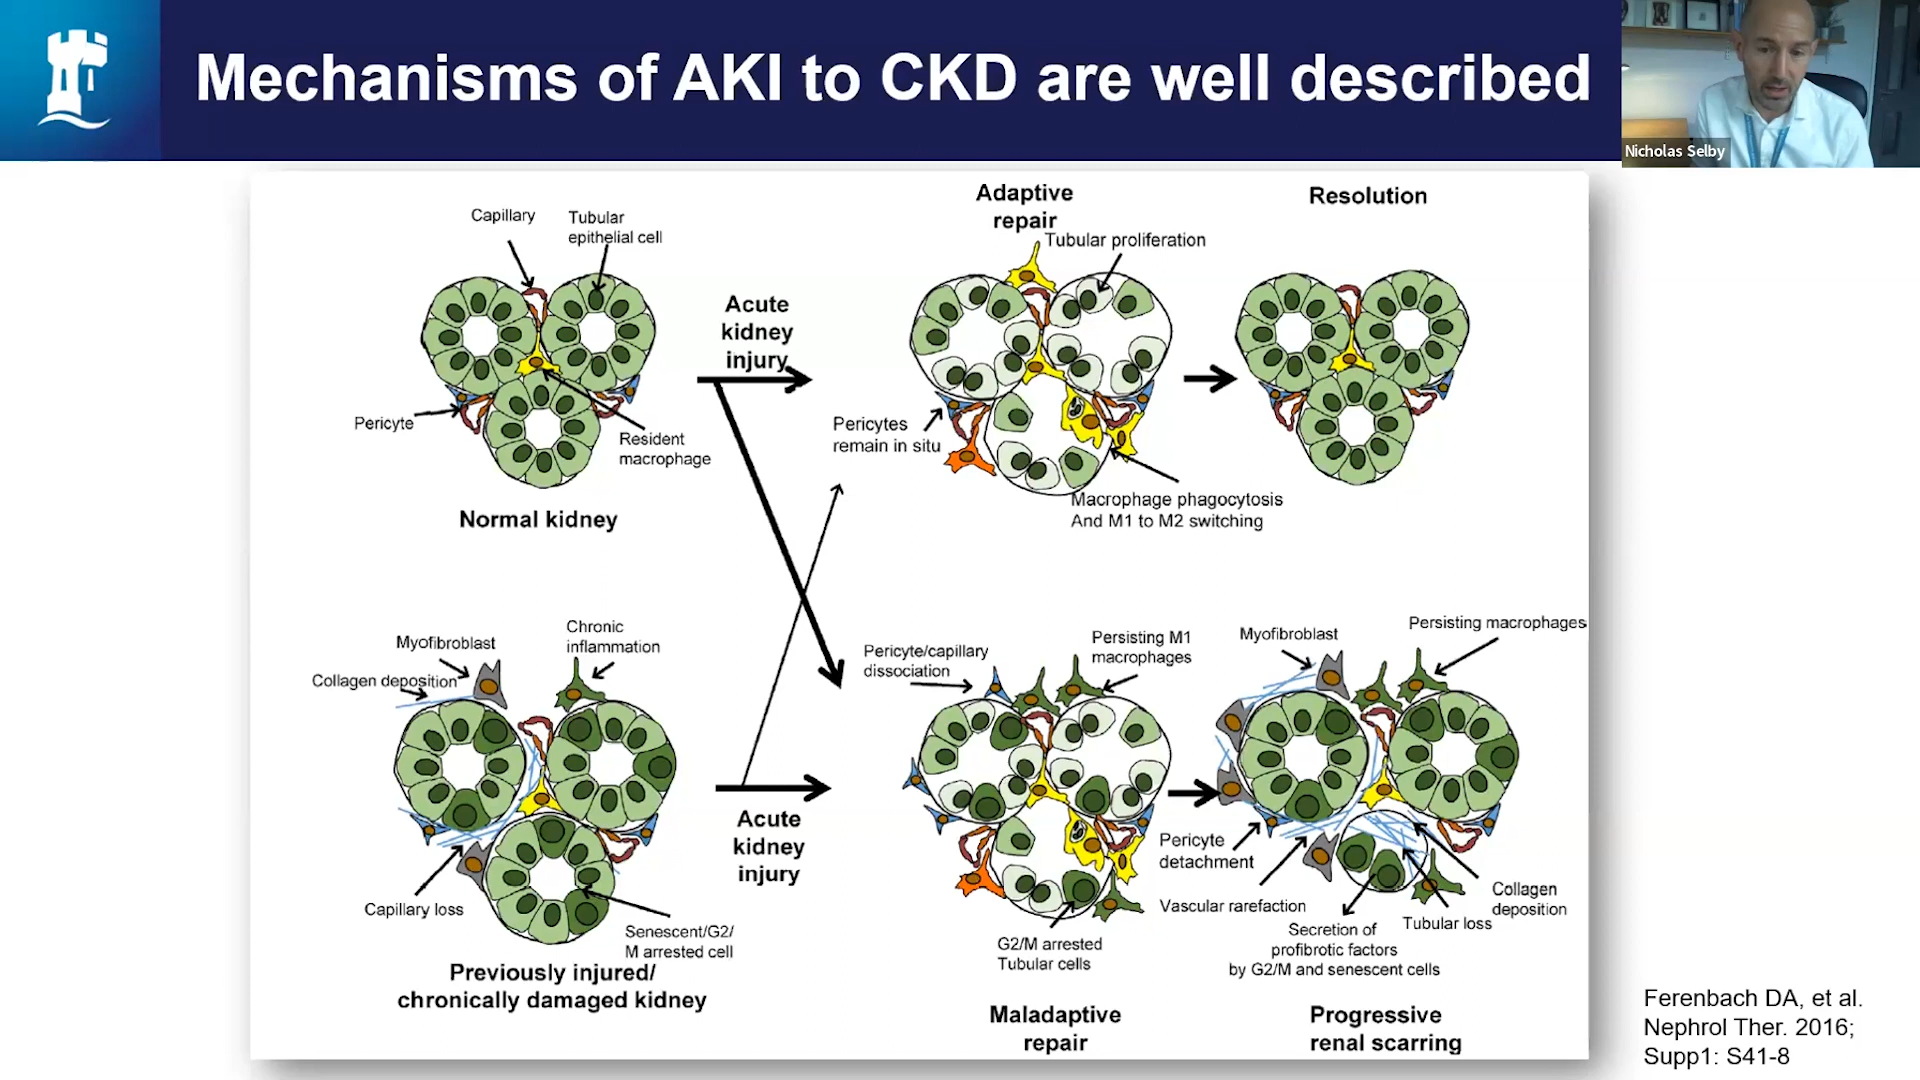 Mechanisms of AKI to CKD are well described
Nicholas Selby
Capillary
Tubular
epithelial cell
Acute
kidney
injury
Pericyte
Resident
macrophage
Normal kidney
Adaptive
repair
Tubular proliferation
Pericytes
remain in situ
Macrophage phagocytosis
And M1 to M2 switching
Resolution
Myofibroblast
Chronic
inflammation
Collagen deposition
Capillary loss
Senescent/G2/
M arrested cell
Previously injured/
chronically damaged kidney
Acute
kidney
injury
Pericyte/capillary
dissociation
Persisting M1
macrophages
G2/M arrested
Tubular cells
Maladaptive
repair
Myofibroblast
Persisting macrophages
Pericyte
detachment
Vascular rarefaction
Secretion of
profibrotic factors
by G2/M and senescent cells
Tubular loss
Collagen
deposition
Progressive
renal scarring
Ferenbach DA, et al.
Nephrol Ther. 2016;
Supp1: S41-8